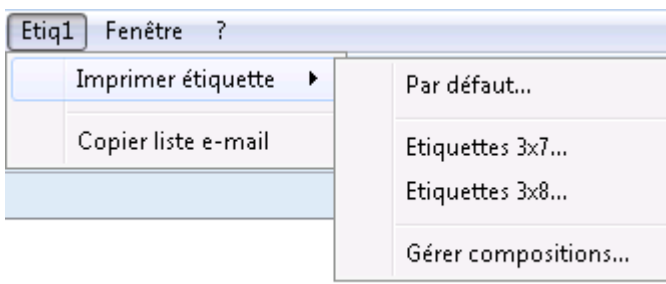 Etiq1 Fenêtre ?
Imprimer étiquette
Copier liste e-mail
Par défaut...
Etiquettes 3x7...
Etiquettes 3x8...
Gérer compositions...